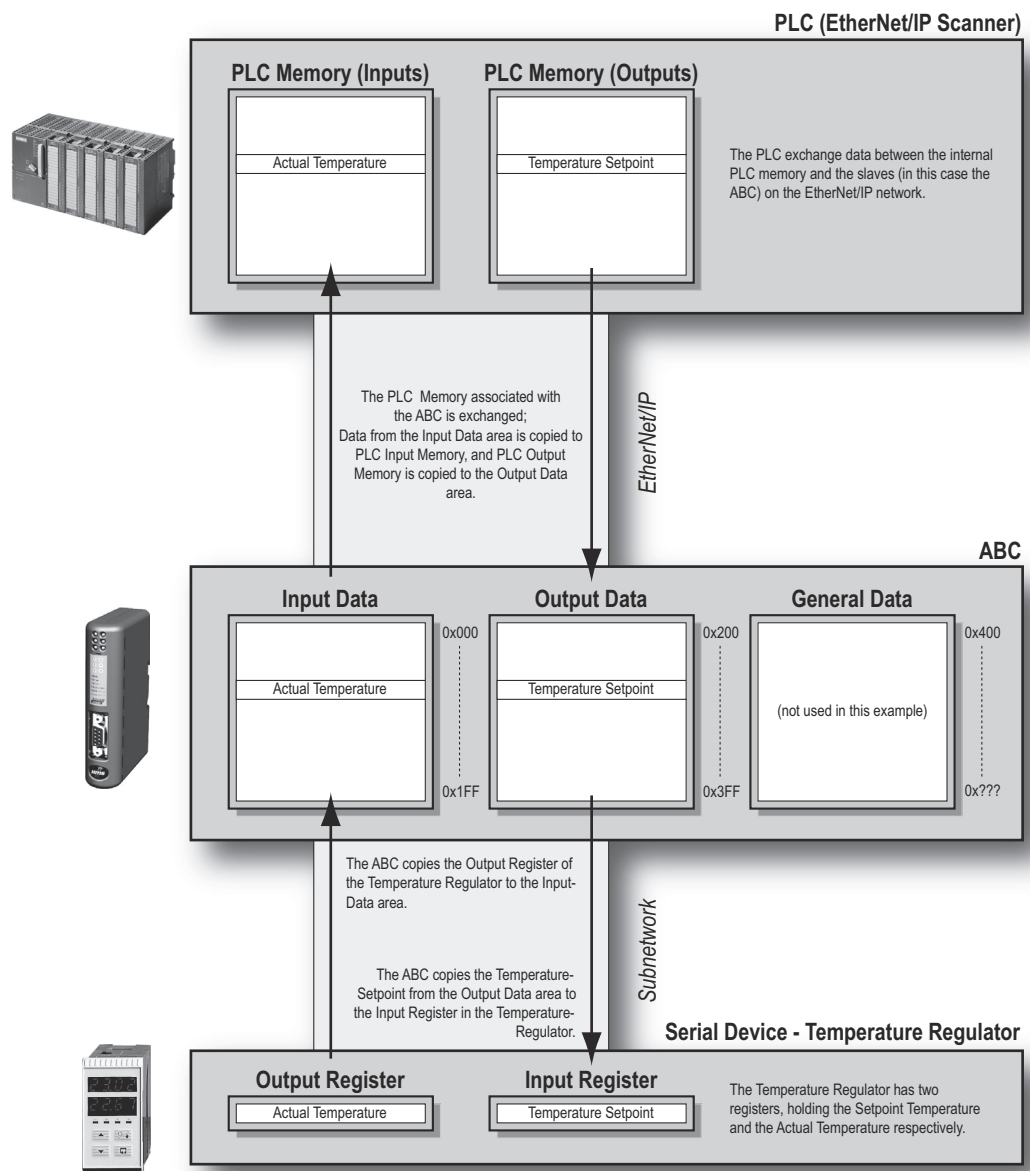 PLC (EtherNet/IP Scanner)
PLC Memory (Inputs)
PLC Memory (Outputs)
Actual Temperature
Temperature Setpoint
The PLC exchange data between the internal
PLC memory and the slaves (in this case the
ABC) on the EtherNet/IP network.
The PLC Memory associated with
the ABC is exchanged;
Data from the Input Data area is copied to
PLC Input Memory, and PLC Output
Memory is copied to the Output Data
area.
EtherNet/IP
ABC
Input Data
Output Data
General Data
0x000
0x200
0x400
Actual Temperature
Temperature Setpoint
(not used in this example)
0x1FF
0x3FF
0x???
The ABC copies the Output Register of
the Temperature Regulator to the Input-
Data area.
The ABC copies the Temperature-
Setpoint from the Output Data area to
the Input Register in the Temperature-
Regulator.
Subnetwork
Serial Device - Temperature Regulator
Output Register
Input Register
Actual Temperature
Temperature Setpoint
The Temperature Regulator has two
registers, holding the Setpoint Temperature
and the Actual Temperature respectively.